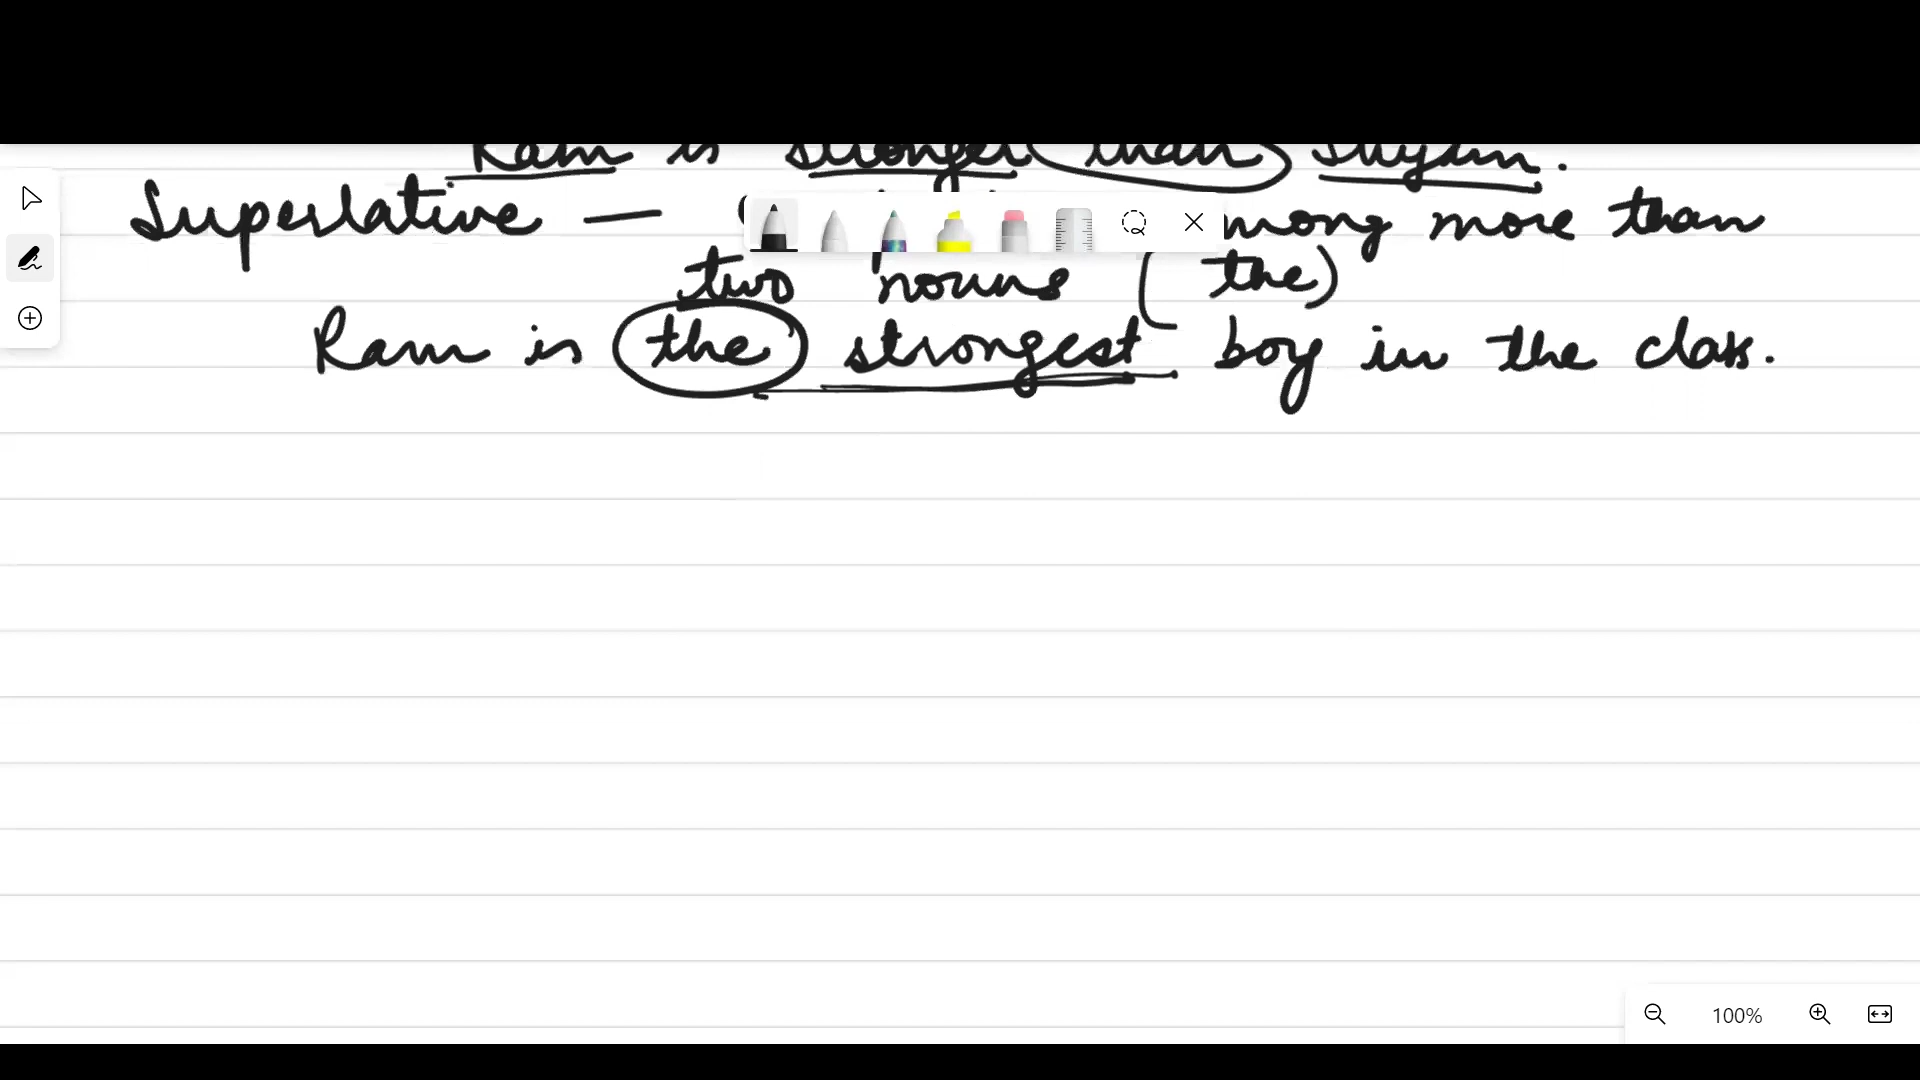 Ram is stronger than Shyam.
Superlative — among more than
two nouns (the)
Ram is the strongest boy in the class.
100%